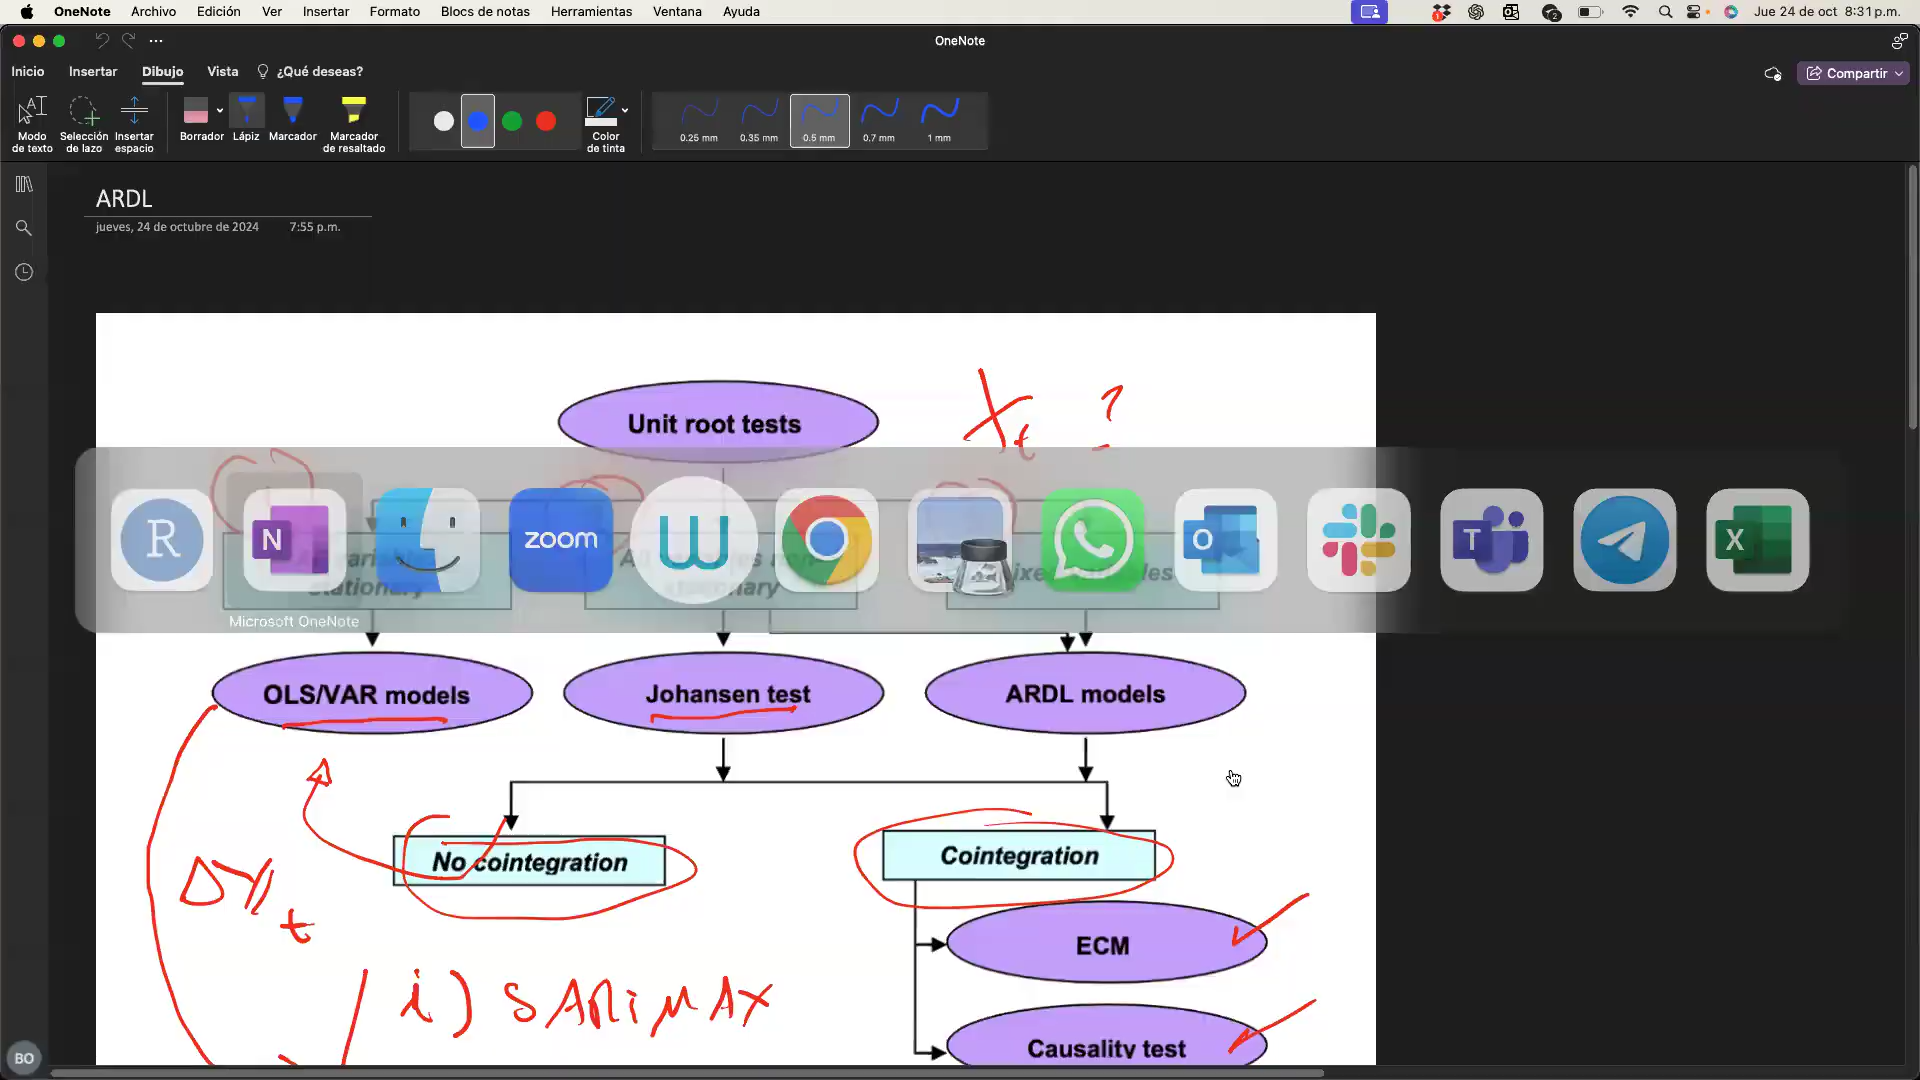 OneNote Archivo Edición Ver Insertar Formato Blocs de notas Herramientas Ventana Ayuda
Jue 24 de oct 8:31 p.m.
OneNote
Inicio Insertar Dibujo Vista ¿Qué deseas?
Compartir
Modo de texto
Selección de lazo
Insertar espacio
Borrador
Lápiz
Marcador
Marcador de resaltado
Color de tinta
0.25 mm
0.35 mm
0.5 mm
0.7 mm
1 mm
ARDL
jueves, 24 de octubre de 2024 7:55 p.m.
Unit root tests
Xt ?
R
N
zoom
O
T
X
stationary
Microsoft OneNote
OLS/VAR models
Johansen test
ARDL models
No cointegration
Cointegration
ΔYt
ECM
i) SARIMAX
Causality test
BO